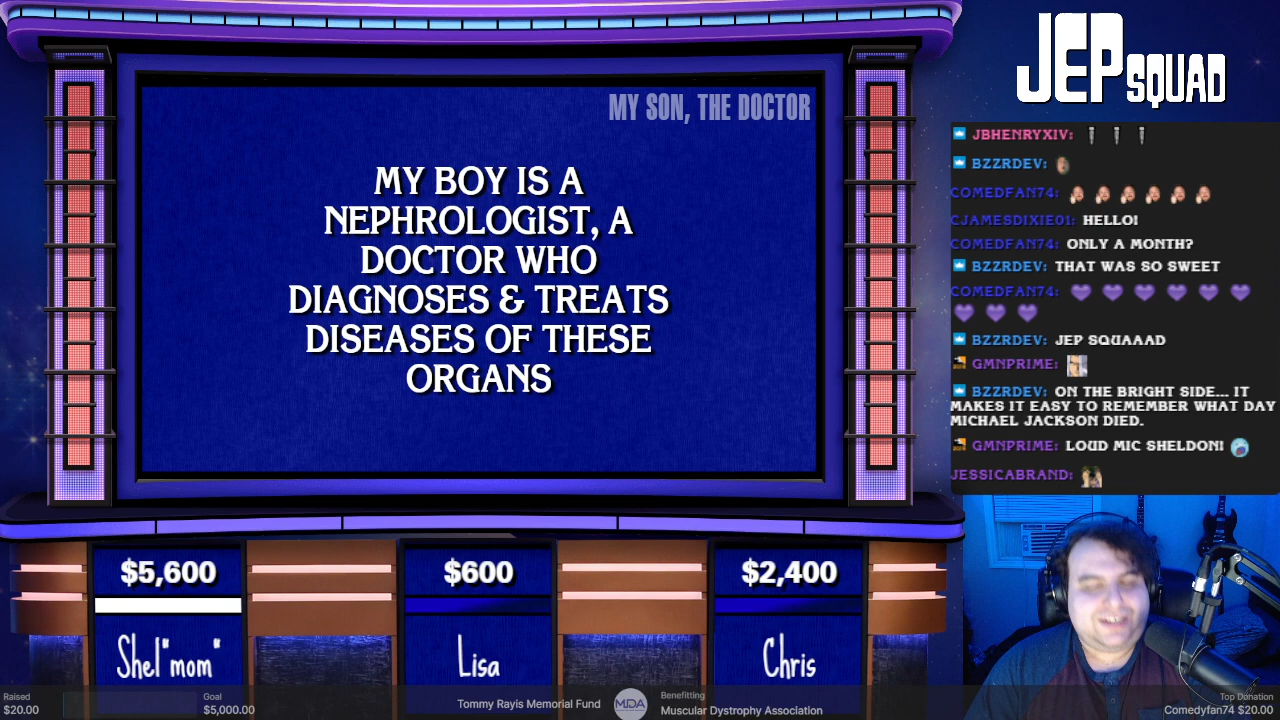 MY SON, THE DOCTOR
MY BOY IS A
NEPHROLOGIST, A
DOCTOR WHO
DIAGNOSES & TREATS
DISEASES OF THESE
ORGANS
$5,600
Shel"mom"
$600
Lisa
$2,400
Chris
JEP SQUAD
JBHENRYXIV:
BZZRDEV:
COMEDFAN74:
CJAMESDIXIE01: HELLO!
COMEDFAN74: ONLY A MONTH?
BZZRDEV: THAT WAS SO SWEET
COMEDFAN74:
BZZRDEV: JEP SQUAAAD
GMNPRIME:
BZZRDEV: ON THE BRIGHT SIDE... IT
MAKES IT EASY TO REMEMBER WHAT DAY
MICHAEL JACKSON DIED.
GMNPRIME: LOUD MIC SHELDON!
JESSICABRAND:
Raised
$20.00
Goal
$5,000.00
Tommy Rayis Memorial Fund
MDA
Benefitting
Muscular Dystrophy Association
Top Donation
Comedyfan74 $20.00